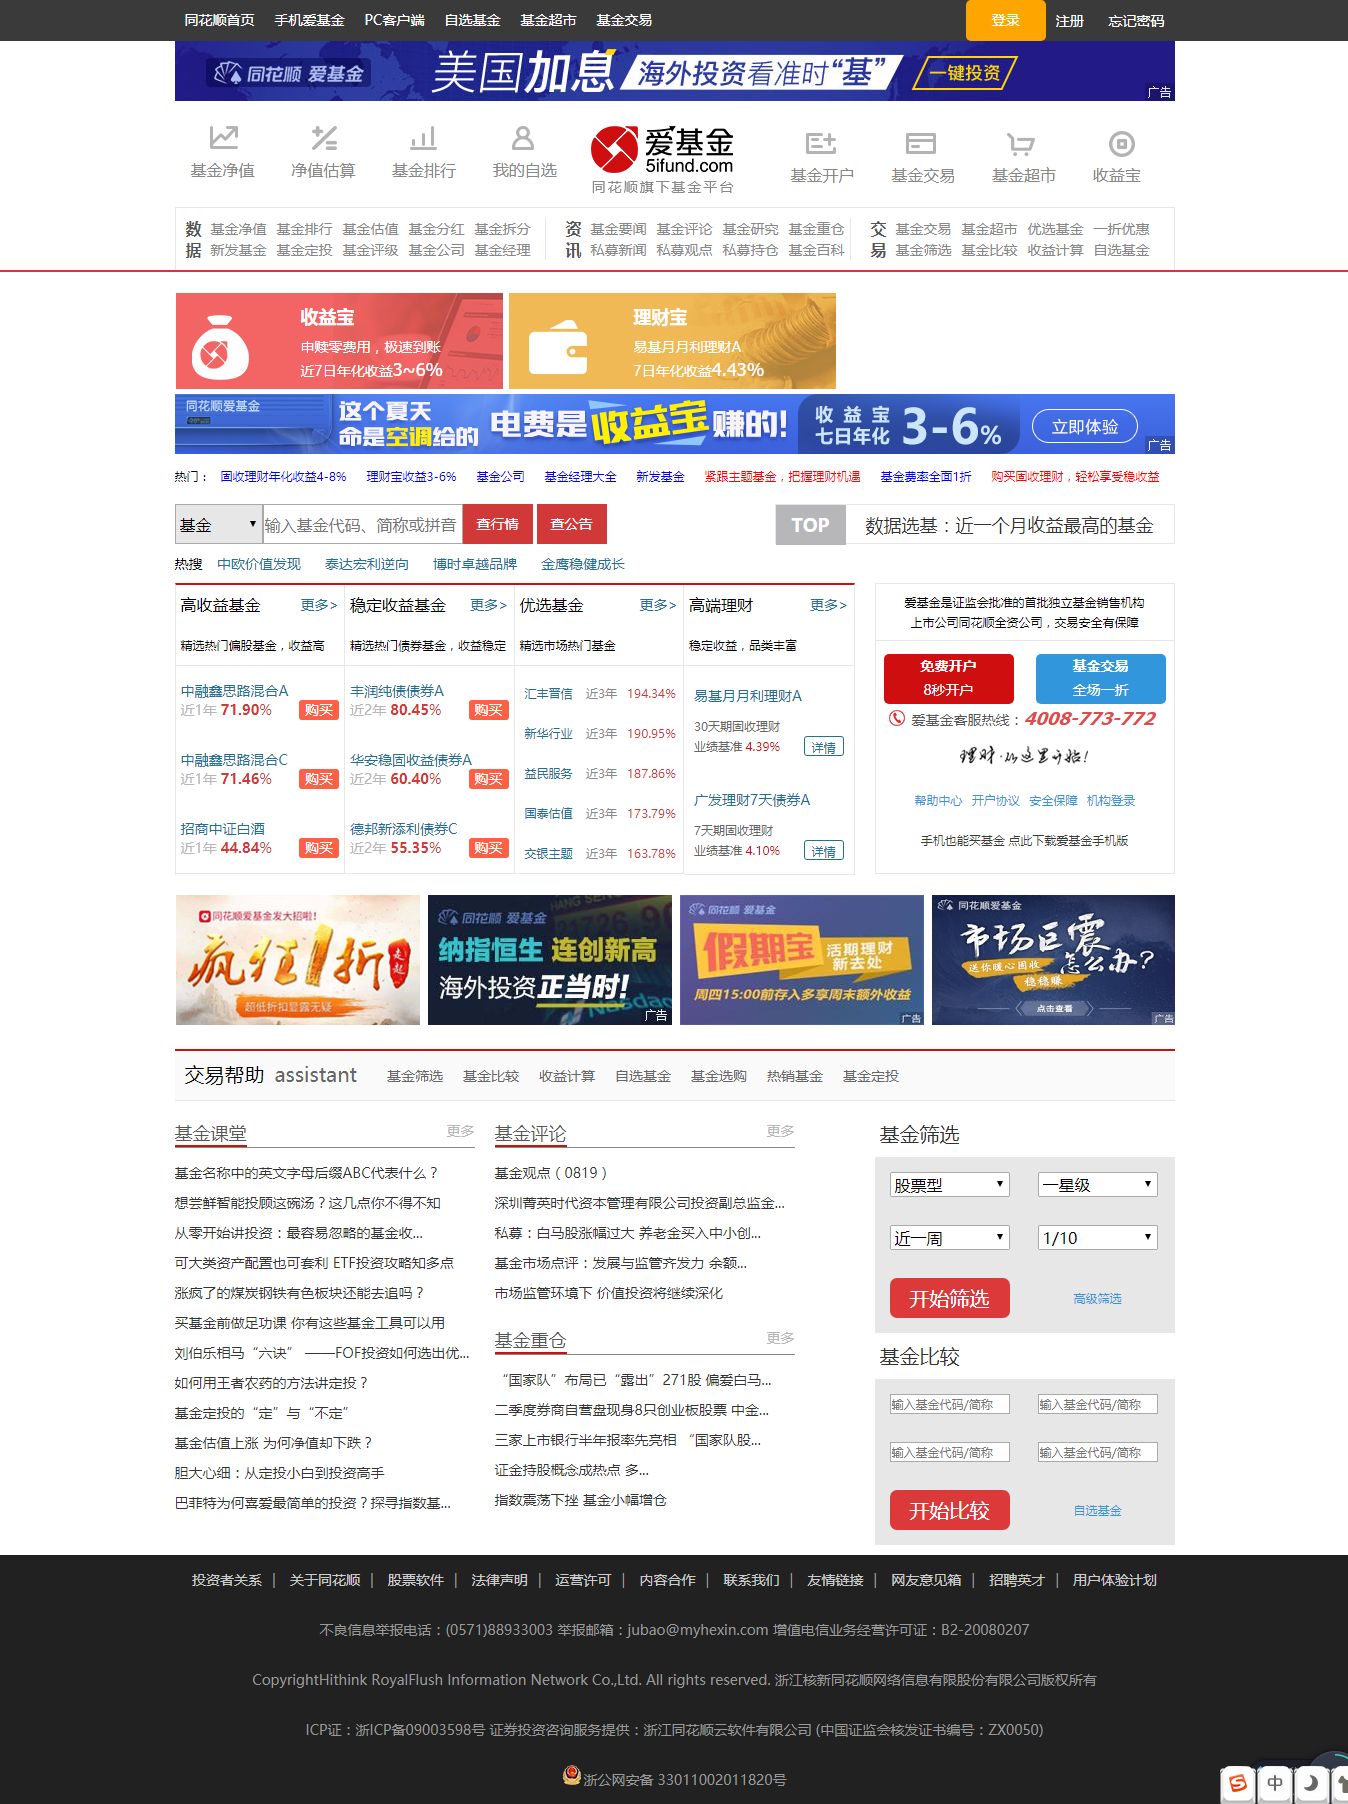 同花顺首页 手机爱基金 PC客户端 自选基金 基金超市 基金交易 登录 注册 忘记密码
同花顺 爱基金 美国加息 海外投资看准时“基” 一键投资
广告
基金净值 净值估算 基金排行 我的自选 爱基金 5ifund.com 同花顺旗下基金平台 基金开户 基金交易 基金超市 收益宝
数 基金净值 基金排行 基金估值 基金分红 基金拆分 资 基金要闻 基金评论 基金研究 基金重仓 交 基金交易 基金超市 优选基金 一折优惠
据 新发基金 基金定投 基金评级 基金公司 基金经理 讯 私募新闻 私募观点 私募持仓 基金百科 易 基金筛选 基金比较 收益计算 自选基金
收益宝 理财宝
申赎零费用，极速到账 易基月月利理财A
近7日年化收益3~6% 7日年化收益4.43%
同花顺爱基金 这个夏天 命是空调给的 电费是收益宝赚的! 收益宝 七日年化 3-6% 立即体验
广告
热门： 固收理财年化收益4-8% 理财宝收益3-6% 基金公司 基金经理大全 新发基金 紧跟主题基金，把握理财机遇 基金费率全面1折 购买固收理财，轻松享受稳收益
基金 输入基金代码、简称或拼音 查行情 查公告 TOP 数据选基：近一个月收益最高的基金
热搜 中欧价值发现 泰达宏利逆向 博时卓越品牌 金鹰稳健成长
高收益基金 更多> 稳定收益基金 更多> 优选基金 更多> 高端理财 更多>
精选热门偏股基金，收益高 精选热门债券基金，收益稳定 精选市场热门基金 稳定收益，品类丰富
中融鑫思路混合A
近1年 71.90% 购买
中融鑫思路混合C
近1年 71.46% 购买
招商中证白酒
近1年 44.84% 购买
丰润纯债债券A
近2年 80.45% 购买
华安稳固收益债券A
近2年 60.40% 购买
德邦新添利债券C
近2年 55.35% 购买
汇丰晋信 近3年 194.34%
新华行业 近3年 190.95%
益民服务 近3年 187.86%
国泰估值 近3年 173.79%
交银主题 近3年 163.78%
易基月月利理财A
30天期固收理财
业绩基准 4.39% 详情
广发理财7天债券A
7天期固收理财
业绩基准 4.10% 详情
爱基金是证监会批准的首批独立基金销售机构
上市公司同花顺全资公司，交易安全有保障
免费开户 基金交易
8秒开户 全场一折
爱基金客服热线：4008-773-772
理财·从这里开始!
帮助中心 开户协议 安全保障 机构登录
手机也能买基金 点此下载爱基金手机版
同花顺爱基金发大招啦!
疯狂1折 走起
超低折扣显露无疑
同花顺 爱基金
纳指恒生 连创新高
海外投资正当时!
广告
同花顺 爱基金
假期宝 活期理财 新去处
周四15:00前存入多享周末额外收益
广告
同花顺爱基金
市场巨震 怎么办?
送你暖心固收 稳稳赚
点击查看
广告
交易帮助 assistant 基金筛选 基金比较 收益计算 自选基金 基金选购 热销基金 基金定投
基金课堂 更多
基金名称中的英文字母后缀ABC代表什么？
想尝鲜智能投顾这碗汤？这几点你不得不知
从零开始讲投资：最容易忽略的基金收...
可大类资产配置也可套利 ETF投资攻略知多点
涨疯了的煤炭钢铁有色板块还能去追吗？
买基金前做足功课 你有这些基金工具可以用
刘伯乐相马“六诀” ——FOF投资如何选出优...
如何用王者农药的方法讲定投？
基金定投的“定”与“不定”
基金估值上涨 为何净值却下跌？
胆大心细：从定投小白到投资高手
巴菲特为何喜爱最简单的投资？探寻指数基...
基金评论 更多
基金观点（0819）
深圳菁英时代资本管理有限公司投资副总监金...
私募：白马股涨幅过大 养老金买入中小创...
基金市场点评：发展与监管齐发力 余额...
市场监管环境下 价值投资将继续深化
基金重仓 更多
“国家队”布局已“露出”271股 偏爱白马...
二季度券商自营盘现身8只创业板股票 中金...
三家上市银行半年报率先亮相 “国家队股...
证金持股概念成热点 多...
指数震荡下挫 基金小幅增仓
基金筛选
股票型 一星级
近一周 1/10
开始筛选 高级筛选
基金比较
输入基金代码/简称 输入基金代码/简称
输入基金代码/简称 输入基金代码/简称
开始比较 自选基金
投资者关系 | 关于同花顺 | 股票软件 | 法律声明 | 运营许可 | 内容合作 | 联系我们 | 友情链接 | 网友意见箱 | 招聘英才 | 用户体验计划
不良信息举报电话：(0571)88933003 举报邮箱：jubao@myhexin.com 增值电信业务经营许可证：B2-20080207
CopyrightHithink RoyalFlush Information Network Co.,Ltd. All rights reserved. 浙江核新同花顺网络信息有限股份有限公司版权所有
ICP证：浙ICP备09003598号 证券投资咨询服务提供：浙江同花顺云软件有限公司 (中国证监会核发证书编号：ZX0050)
浙公网安备 33011002011820号
中